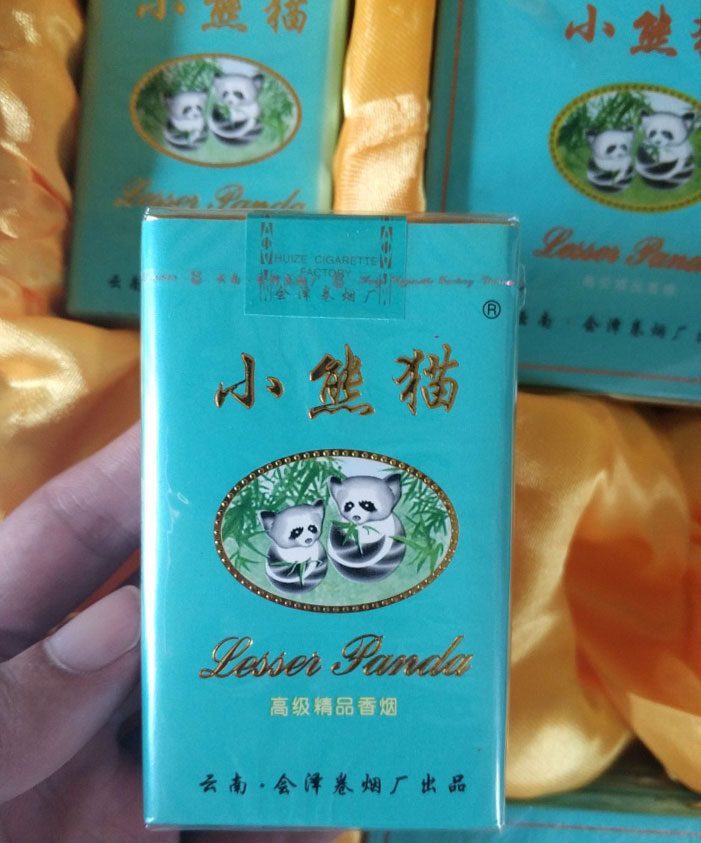 小熊猫
Lesser Panda
小熊猫
Lesser Panda
云南·会泽卷烟厂
HUIZE CIGARETTE
FACTORY
会泽卷烟厂
®
小熊猫
Lesser Panda
高级精品香烟
云南·会泽卷烟厂出品